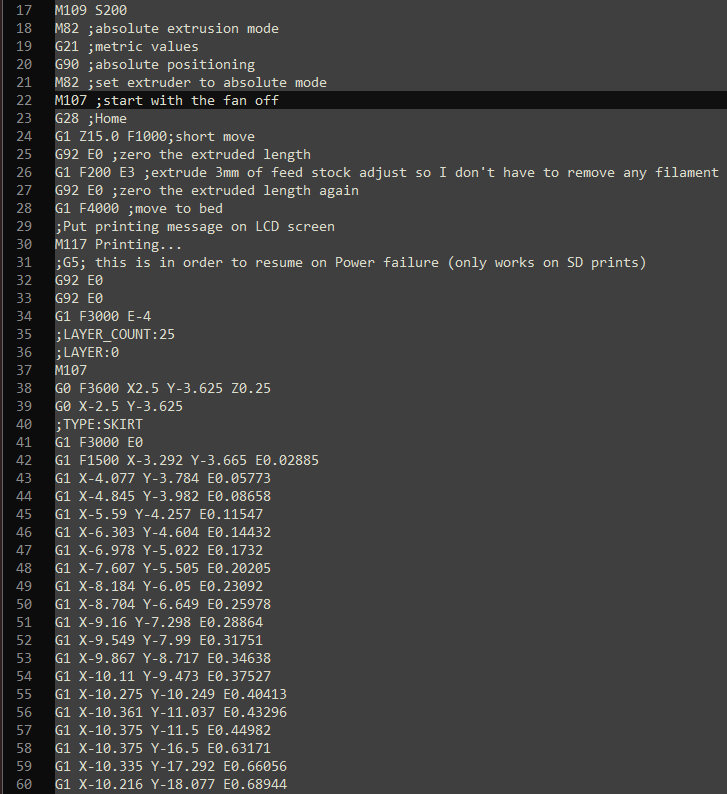 17 M109 S200
18 M82 ;absolute extrusion mode
19 G21 ;metric values
20 G90 ;absolute positioning
21 M82 ;set extruder to absolute mode
22 M107 ;start with the fan off
23 G28 ;Home
24 G1 Z15.0 F1000;short move
25 G92 E0 ;zero the extruded length
26 G1 F200 E3 ;extrude 3mm of feed stock adjust so I don't have to remove any filament
27 G92 E0 ;zero the extruded length again
28 G1 F4000 ;move to bed
29 ;Put printing message on LCD screen
30 M117 Printing...
31 ;G5; this is in order to resume on Power failure (only works on SD prints)
32 G92 E0
33 G92 E0
34 G1 F3000 E-4
35 ;LAYER_COUNT:25
36 ;LAYER:0
37 M107
38 G0 F3600 X2.5 Y-3.625 Z0.25
39 G0 X-2.5 Y-3.625
40 ;TYPE:SKIRT
41 G1 F3000 E0
42 G1 F1500 X-3.292 Y-3.665 E0.02885
43 G1 X-4.077 Y-3.784 E0.05773
44 G1 X-4.845 Y-3.982 E0.08658
45 G1 X-5.59 Y-4.257 E0.11547
46 G1 X-6.303 Y-4.604 E0.14432
47 G1 X-6.978 Y-5.022 E0.1732
48 G1 X-7.607 Y-5.505 E0.20205
49 G1 X-8.184 Y-6.05 E0.23092
50 G1 X-8.704 Y-6.649 E0.25978
51 G1 X-9.16 Y-7.298 E0.28864
52 G1 X-9.549 Y-7.99 E0.31751
53 G1 X-9.867 Y-8.717 E0.34638
54 G1 X-10.11 Y-9.473 E0.37527
55 G1 X-10.275 Y-10.249 E0.40413
56 G1 X-10.361 Y-11.037 E0.43296
57 G1 X-10.375 Y-11.5 E0.44982
58 G1 X-10.375 Y-16.5 E0.63171
59 G1 X-10.335 Y-17.292 E0.66056
60 G1 X-10.216 Y-18.077 E0.68944